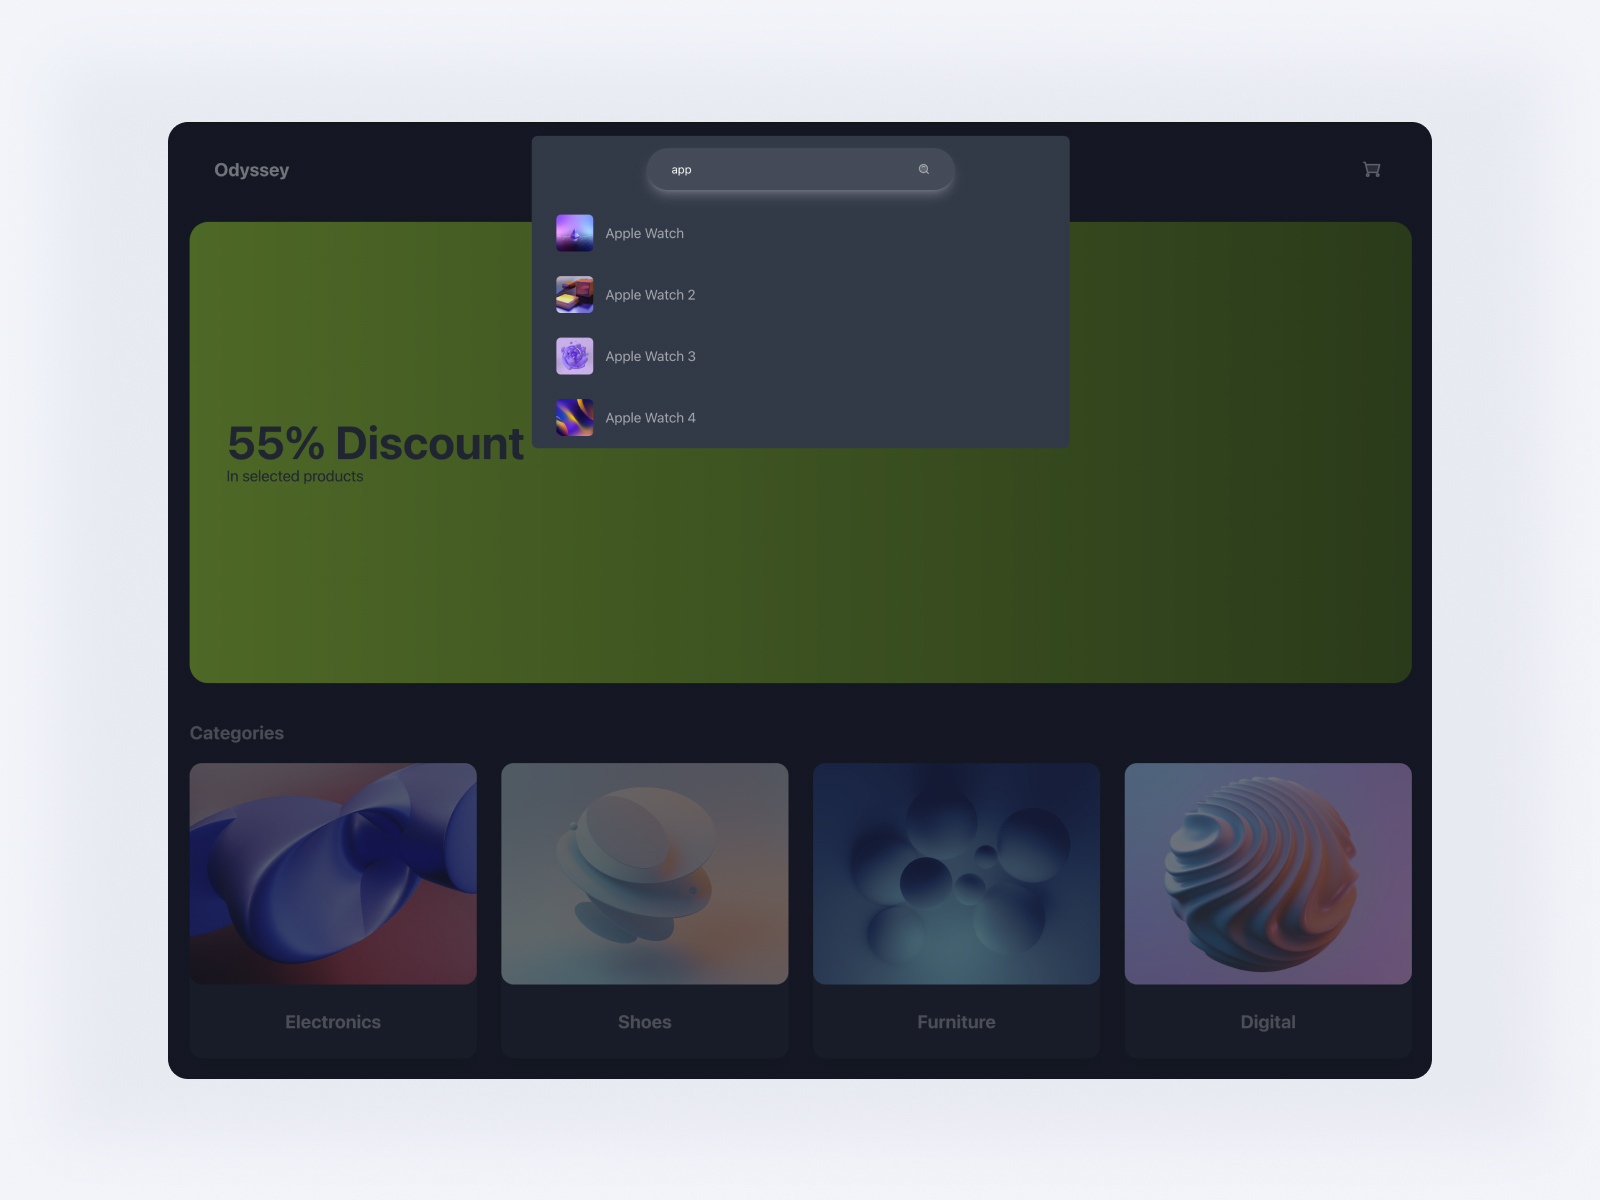 Odyssey
app
Apple Watch
Apple Watch 2
Apple Watch 3
Apple Watch 4
55% Discount
In selected products
Categories
Electronics
Shoes
Furniture
Digital